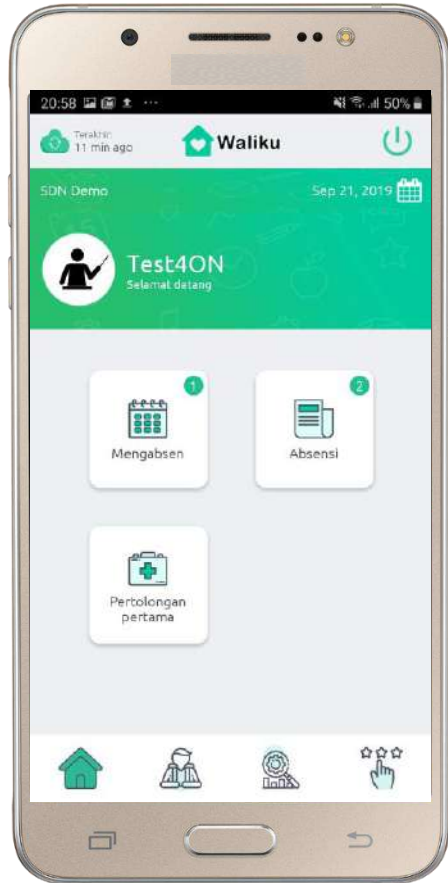 20:58 ... 50%
Terakhir
11 min ago
Waliku
SDN Demo
Sep 21, 2019
Test4ON
Selamat datang
1
Mengabsen
2
Absensi
Pertolongan
pertama